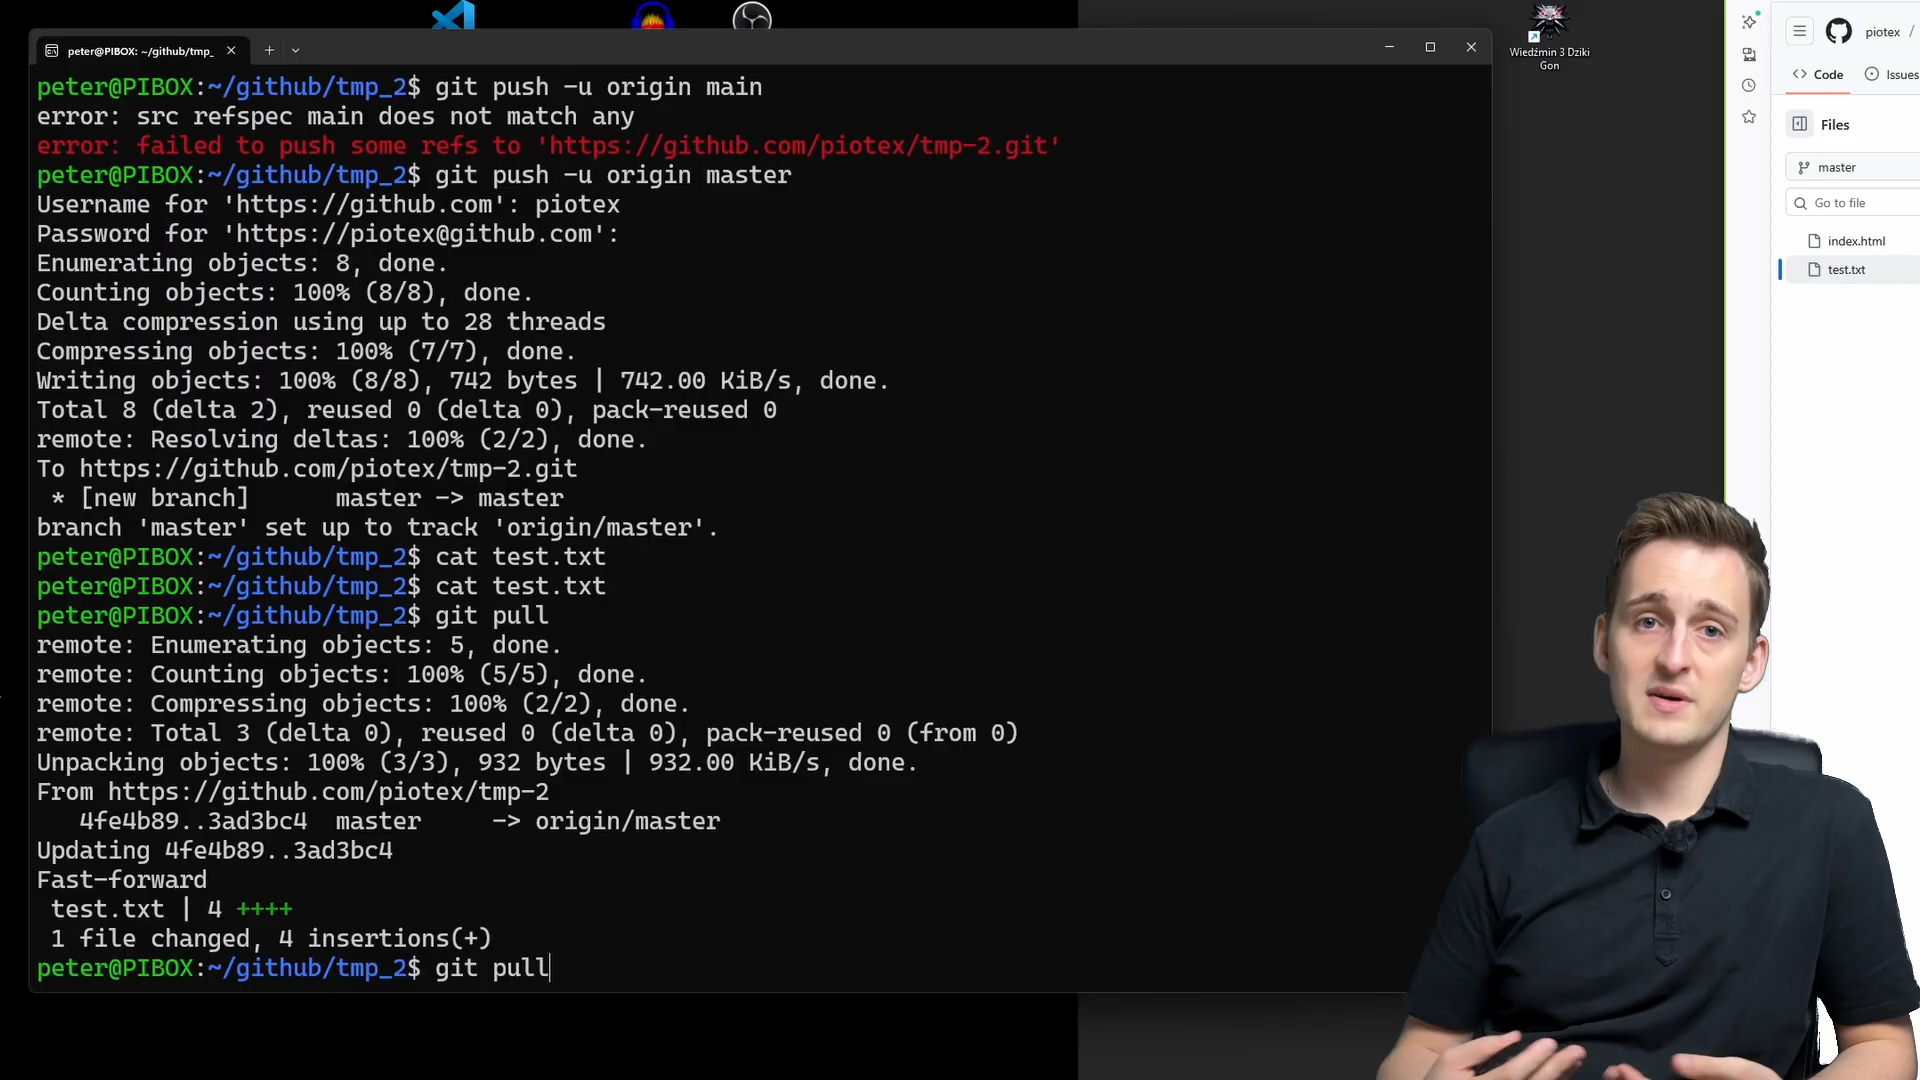 peter@PIBOX: ~/github/tmp_
peter@PIBOX:~/github/tmp_2$ git push -u origin main
error: src refspec main does not match any
error: failed to push some refs to 'https://github.com/piotex/tmp-2.git'
peter@PIBOX:~/github/tmp_2$ git push -u origin master
Username for 'https://github.com': piotex
Password for 'https://piotex@github.com':
Enumerating objects: 8, done.
Counting objects: 100% (8/8), done.
Delta compression using up to 28 threads
Compressing objects: 100% (7/7), done.
Writing objects: 100% (8/8), 742 bytes | 742.00 KiB/s, done.
Total 8 (delta 2), reused 0 (delta 0), pack-reused 0
remote: Resolving deltas: 100% (2/2), done.
To https://github.com/piotex/tmp-2.git
 * [new branch]      master -> master
branch 'master' set up to track 'origin/master'.
peter@PIBOX:~/github/tmp_2$ cat test.txt
peter@PIBOX:~/github/tmp_2$ cat test.txt
peter@PIBOX:~/github/tmp_2$ git pull
remote: Enumerating objects: 5, done.
remote: Counting objects: 100% (5/5), done.
remote: Compressing objects: 100% (2/2), done.
remote: Total 3 (delta 0), reused 0 (delta 0), pack-reused 0 (from 0)
Unpacking objects: 100% (3/3), 932 bytes | 932.00 KiB/s, done.
From https://github.com/piotex/tmp-2
   4fe4b89..3ad3bc4  master     -> origin/master
Updating 4fe4b89..3ad3bc4
Fast-forward
 test.txt | 4 ++++
 1 file changed, 4 insertions(+)
peter@PIBOX:~/github/tmp_2$ git pull
Wiedźmin 3 Dziki
Gon
piotex /
Code
Issues
Files
master
Go to file
index.html
test.txt